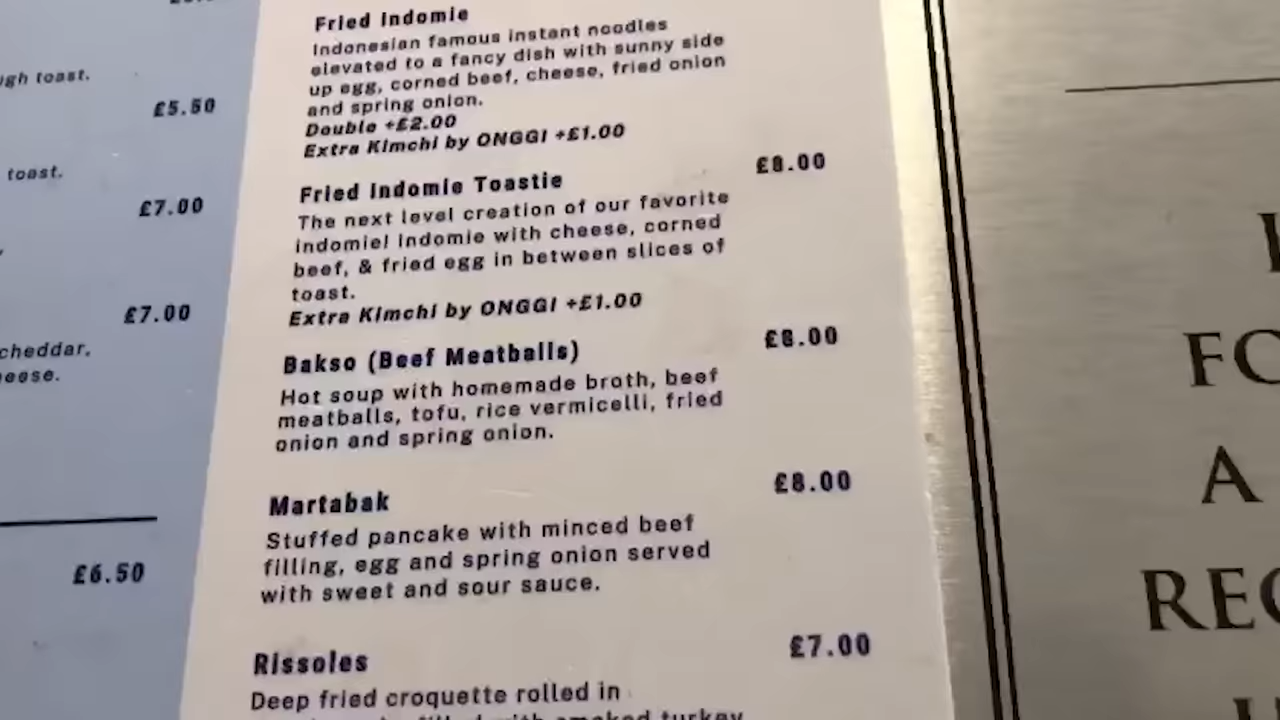 ugh toast.
£5.50
toast.
£7.00
£7.00
cheddar,
£6.50
Fried Indomie
Indonesian famous instant noodles
elevated to a fancy dish with sunny side
up egg, corned beef, cheese, fried onion
and spring onion.
Double +£2.00
Extra Kimchi by ONGGI +£1.00
Fried Indomie Toastie £8.00
The next level creation of our favorite
indomie! Indomie with cheese, corned
beef, & fried egg in between slices of
toast.
Extra Kimchi by ONGGI +£1.00
Bakso (Beef Meatballs) £8.00
Hot soup with homemade broth, beef
meatballs, tofu, rice vermicelli, fried
onion and spring onion.
Martabak £8.00
Stuffed pancake with minced beef
filling, egg and spring onion served
with sweet and sour sauce.
Rissoles £7.00
Deep fried croquette rolled in
filled with smoked turkey
FO
A
REC